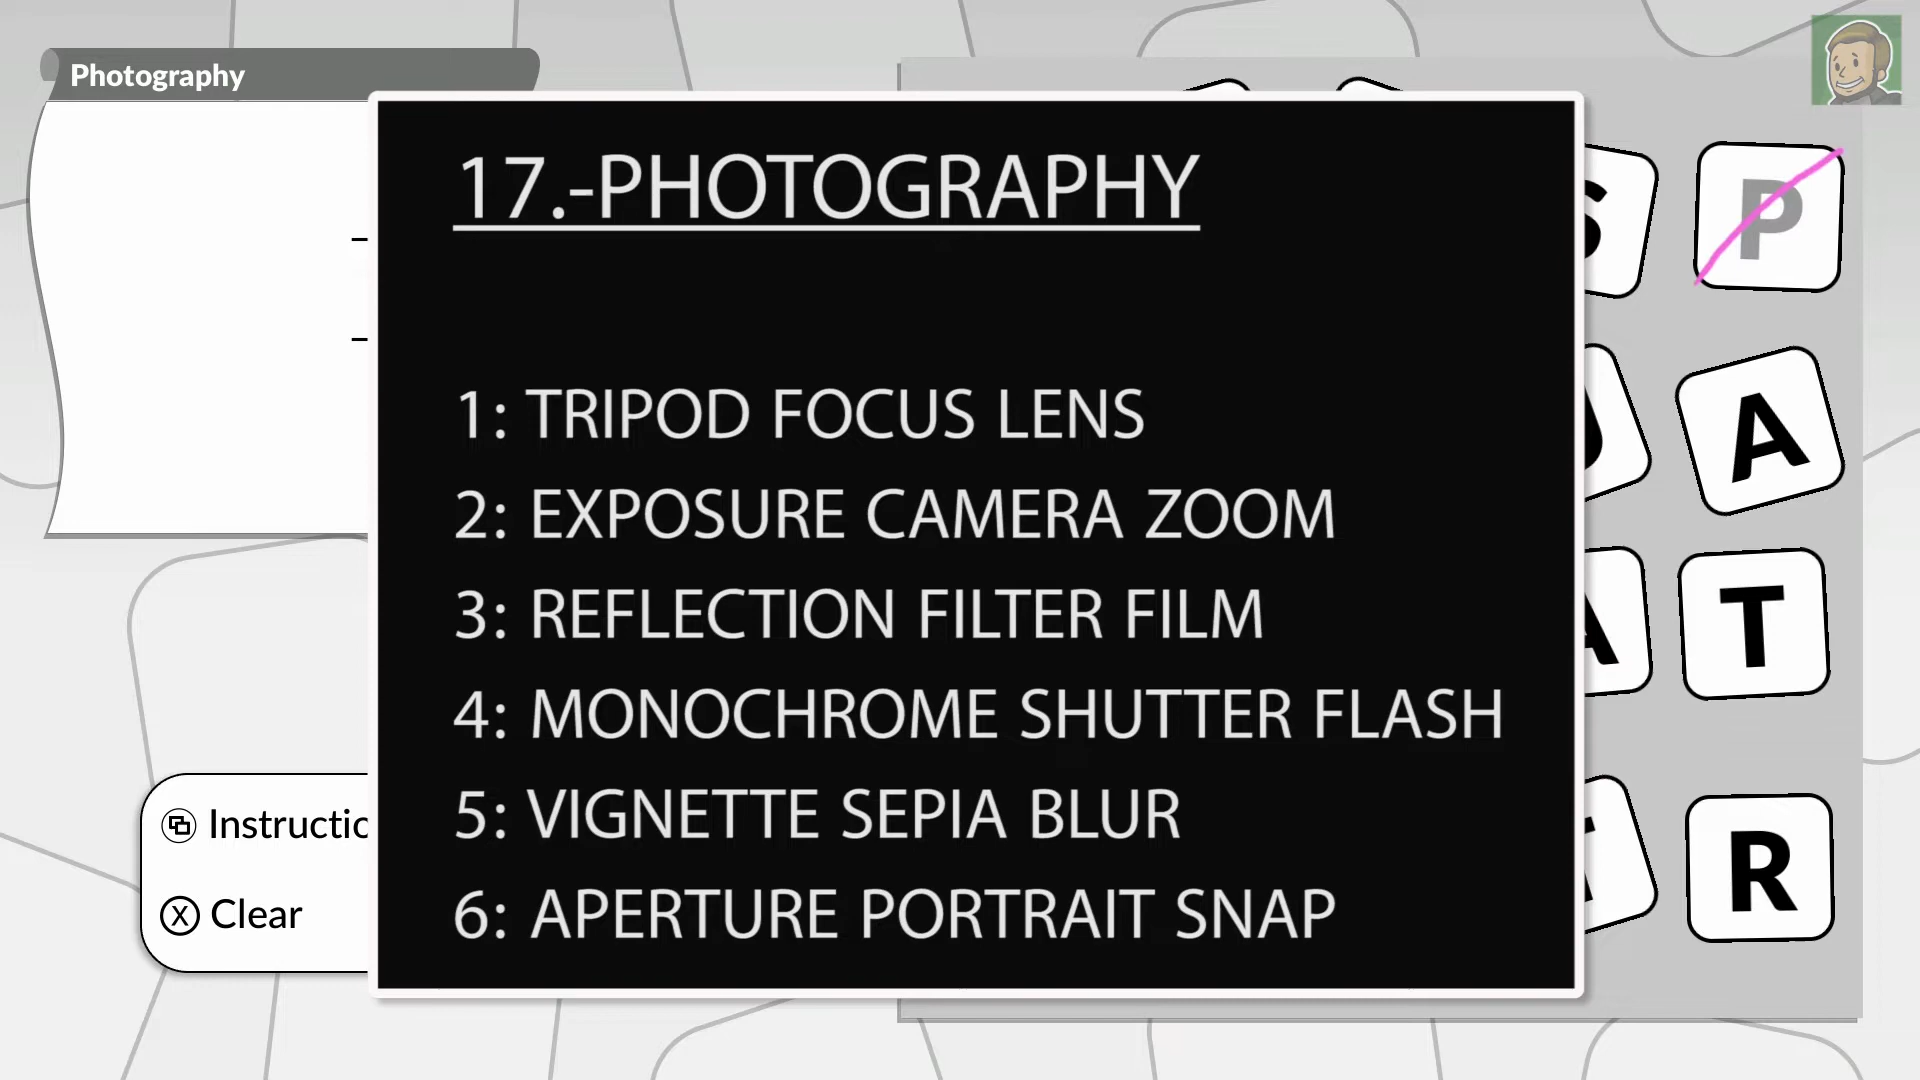 Photography
17.-PHOTOGRAPHY
1: TRIPOD FOCUS LENS
2: EXPOSURE CAMERA ZOOM
3: REFLECTION FILTER FILM
4: MONOCHROME SHUTTER FLASH
5: VIGNETTE SEPIA BLUR
6: APERTURE PORTRAIT SNAP
S P
A
A T
R
Instructio
X Clear